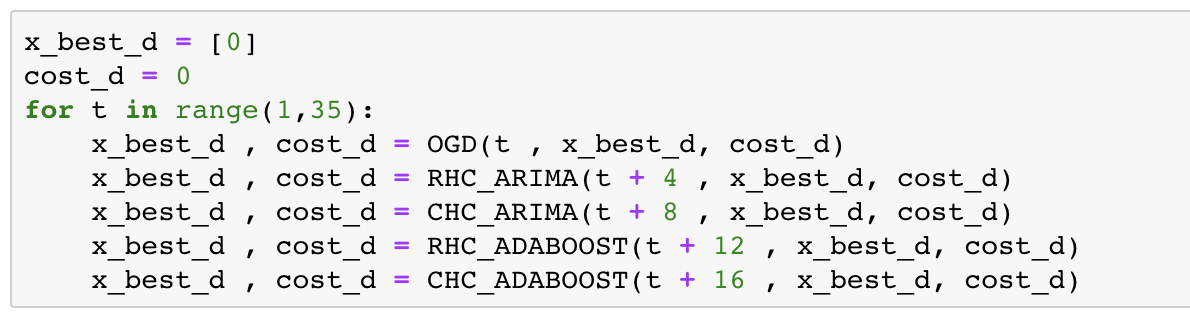 x_best_d = [0]
cost_d = 0
for t in range(1,35):
    x_best_d , cost_d = OGD(t , x_best_d, cost_d)
    x_best_d , cost_d = RHC_ARIMA(t + 4 , x_best_d, cost_d)
    x_best_d , cost_d = CHC_ARIMA(t + 8 , x_best_d, cost_d)
    x_best_d , cost_d = RHC_ADABOOST(t + 12 , x_best_d, cost_d)
    x_best_d , cost_d = CHC_ADABOOST(t + 16 , x_best_d, cost_d)